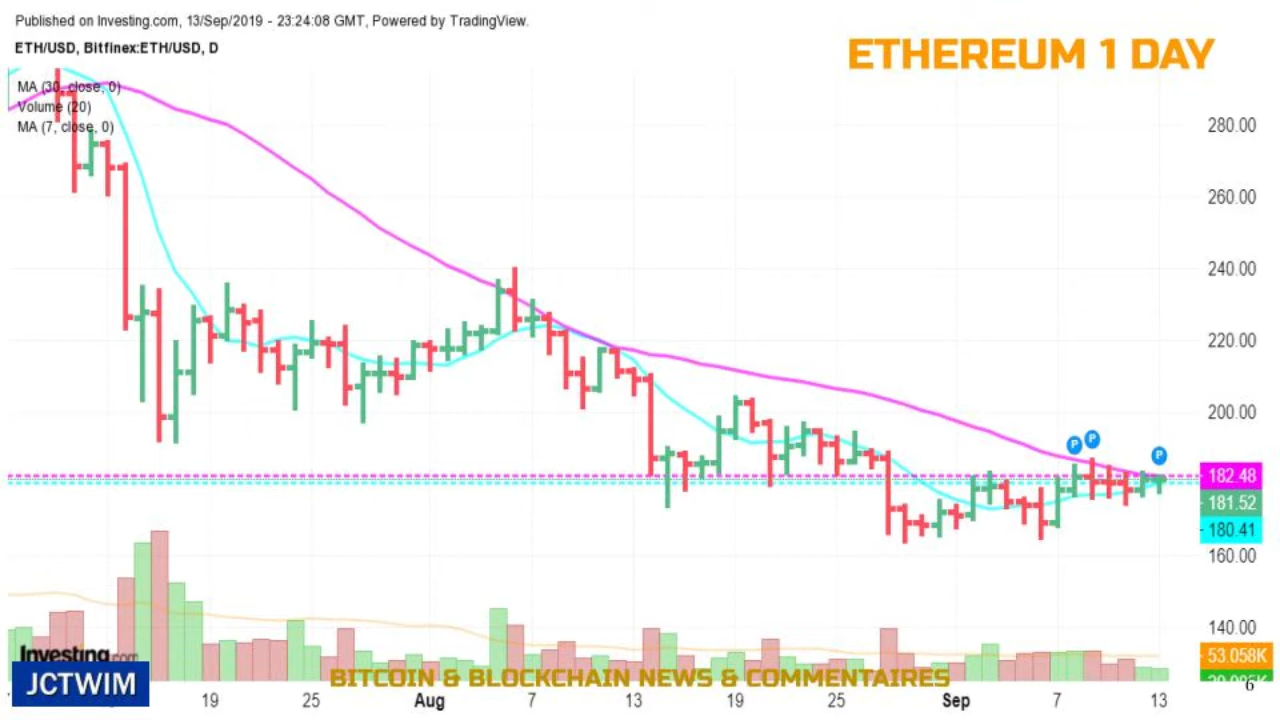 Published on Investing.com, 13/Sep/2019 - 23:24:08 GMT, Powered by TradingView.
ETH/USD, Bitfinex:ETH/USD, D
ETHEREUM 1 DAY
MA (30, close, 0)
Volume (20)
MA (7, close, 0)
280.00
260.00
240.00
220.00
200.00
P P P
182.48
181.52
180.41
160.00
140.00
Investing.com
53.058K
JCTWIM
BITCOIN & BLOCKCHAIN NEWS & COMMENTAIRES
6
19 25 Aug 7 13 19 25 Sep 7 13